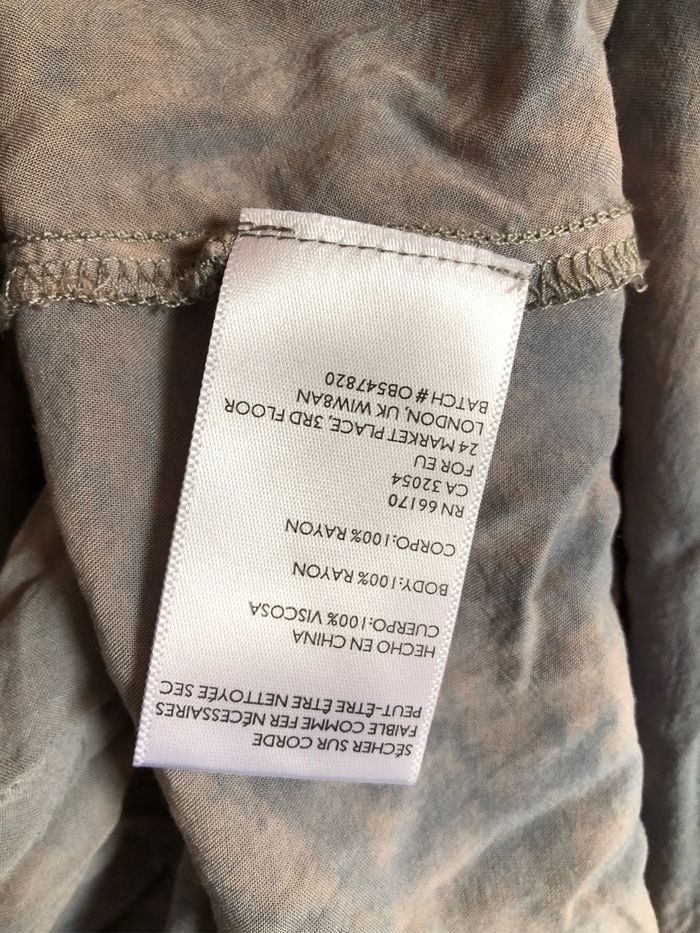 SÉCHER SUR CORDE
FAIBLE COMME FER NÉCESSAIRES
PEUT-ÊTRE ÊTRE NETTOYÉE SEC
HECHO EN CHINA
CUERPO:100% VISCOSA
BODY:100% RAYON
CORPO:100% RAYON
RN 66170
CA 32054
FOR EU
24 MARKET PLACE, 3RD FLOOR
LONDON, UK WIW8AN
BATCH # OB547820